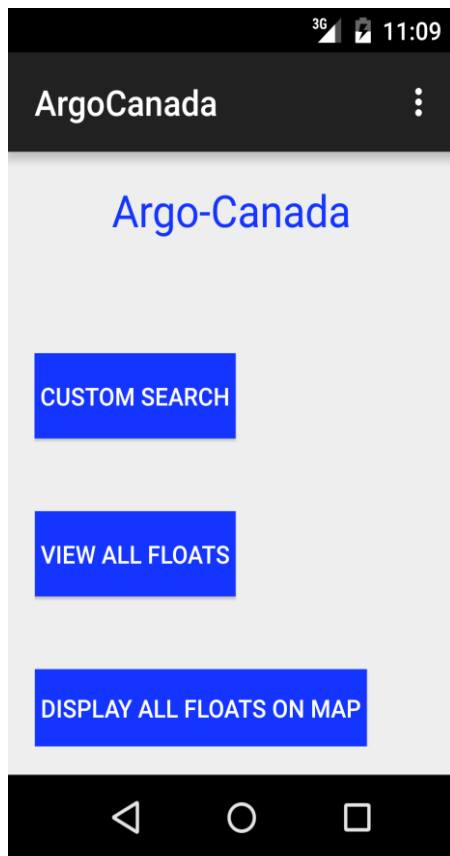 3G 11:09
ArgoCanada
Argo-Canada
CUSTOM SEARCH
VIEW ALL FLOATS
DISPLAY ALL FLOATS ON MAP